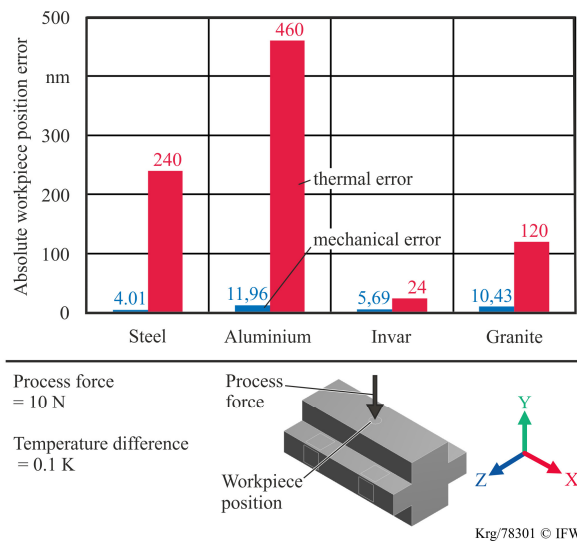 Absolute workpiece position error
500
nm
300
200
100
0
240
460
24
120
4.01
11,96
5,69
10,43
thermal error
mechanical error
Steel
Aluminium
Invar
Granite
Process force
= 10 N
Temperature difference
= 0.1 K
Process
force
Workpiece
position
Y
Z
X
Krg/78301 © IFW